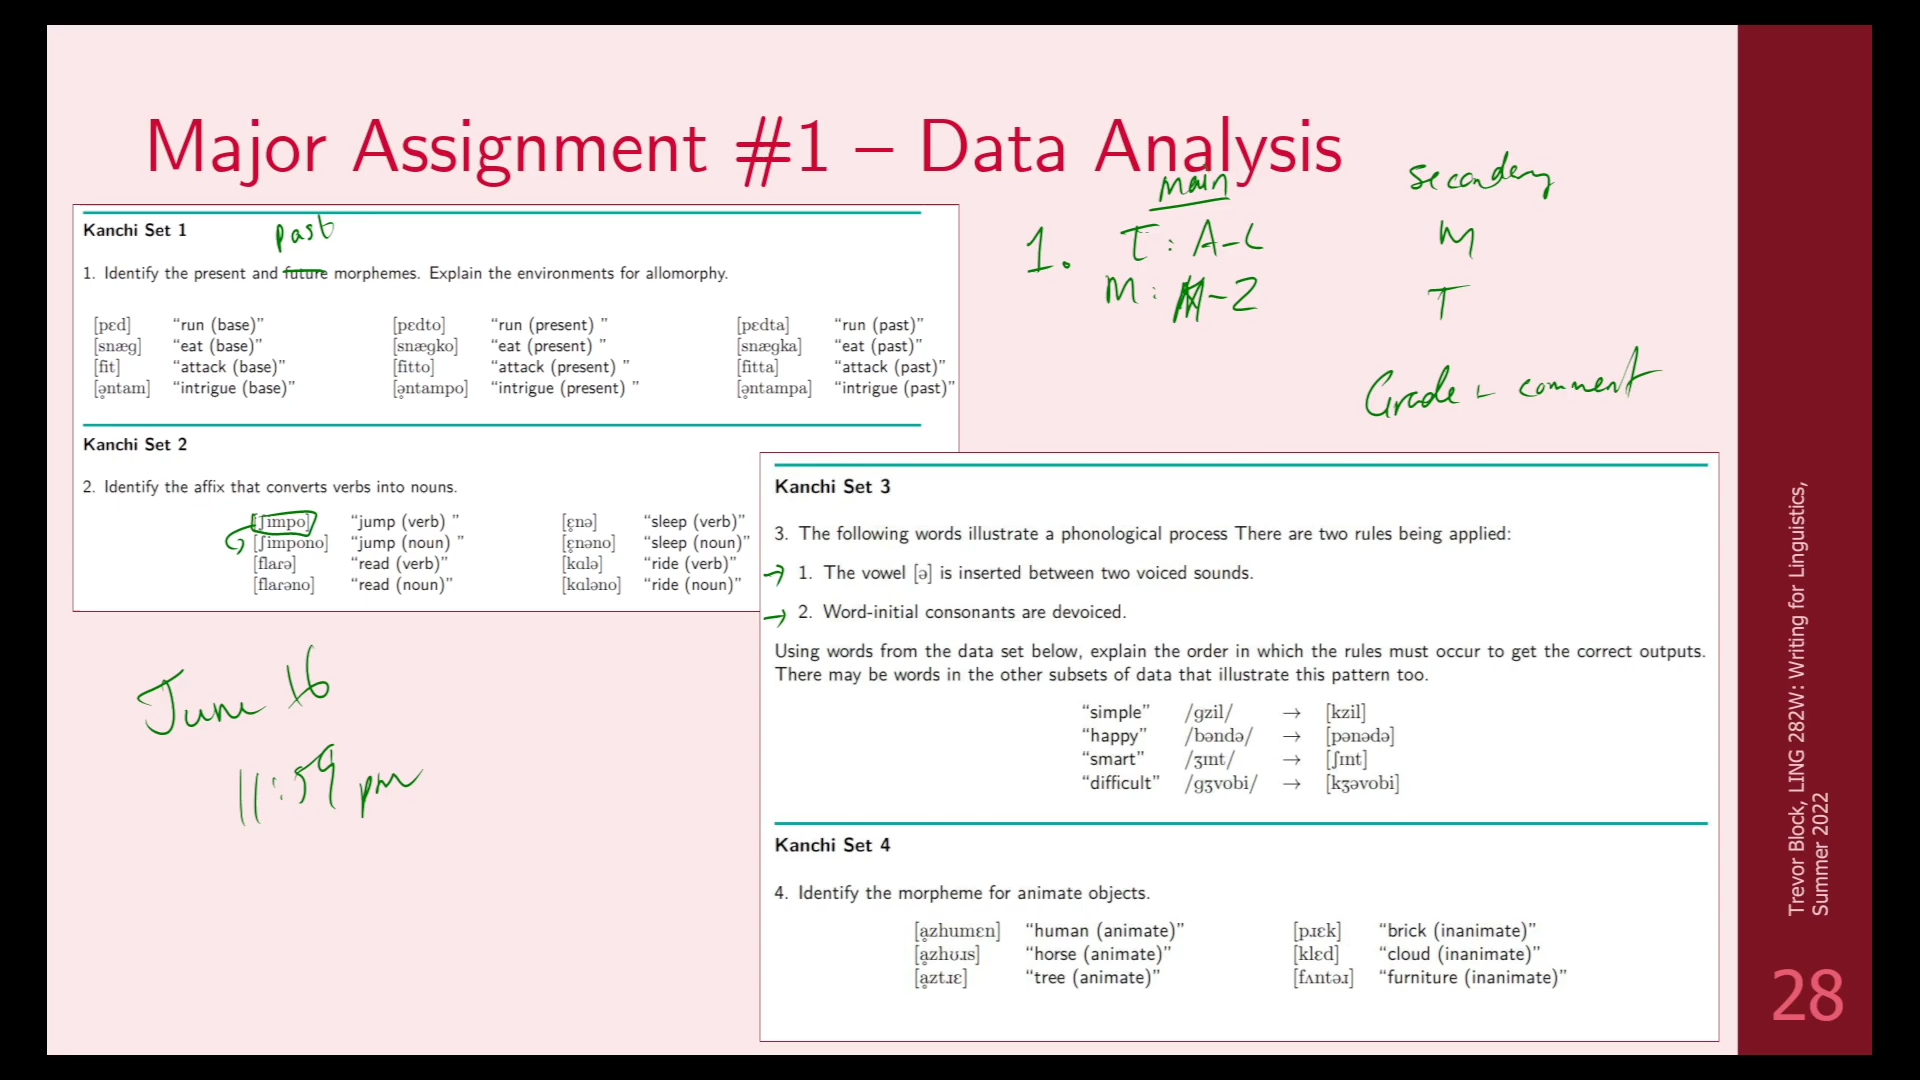 Major Assignment #1 – Data Analysis
main
secondary
1.
T: A-L
M
M: M-Z
T
Grade + comment
Kanchi Set 1
past
1. Identify the present and future morphemes. Explain the environments for allomorphy.
[pɛd] “run (base)” [pɛdto] “run (present) ” [pɛdta] “run (past)”
[snæg] “eat (base)” [snægko] “eat (present) ” [snægka] “eat (past)”
[fit] “attack (base)” [fitto] “attack (present) ” [fitta] “attack (past)”
[ə̥ntam] “intrigue (base)” [ə̥ntampo] “intrigue (present) ” [ə̥ntampa] “intrigue (past)”
Kanchi Set 2
2. Identify the affix that converts verbs into nouns.
[ʃimpo] “jump (verb) ” [ɛ̥nə] “sleep (verb)”
[ʃimpono] “jump (noun) ” [ɛ̥nəno] “sleep (noun)”
[flarə] “read (verb)” [kɑlə] “ride (verb)”
[flarəno] “read (noun)” [kɑləno] “ride (noun)”
June 16
11:59 pm
Kanchi Set 3
3. The following words illustrate a phonological process There are two rules being applied:
→ 1. The vowel [ə] is inserted between two voiced sounds.
→ 2. Word-initial consonants are devoiced.
Using words from the data set below, explain the order in which the rules must occur to get the correct outputs.
There may be words in the other subsets of data that illustrate this pattern too.
“simple” /gzil/ → [kzil]
“happy” /bəndə/ → [pənədə]
“smart” /ʒɪnt/ → [ʃɪnt]
“difficult” /gʒvobi/ → [kʒəvobi]
Kanchi Set 4
4. Identify the morpheme for animate objects.
[ḁzhumɛn] “human (animate)” [pɹɛk] “brick (inanimate)”
[ḁzhʊɹs] “horse (animate)” [klɛd] “cloud (inanimate)”
[ḁztɹɛ] “tree (animate)” [fʌntəɹ] “furniture (inanimate)”
Trevor Block, LING 282W: Writing for Linguistics,
Summer 2022
28